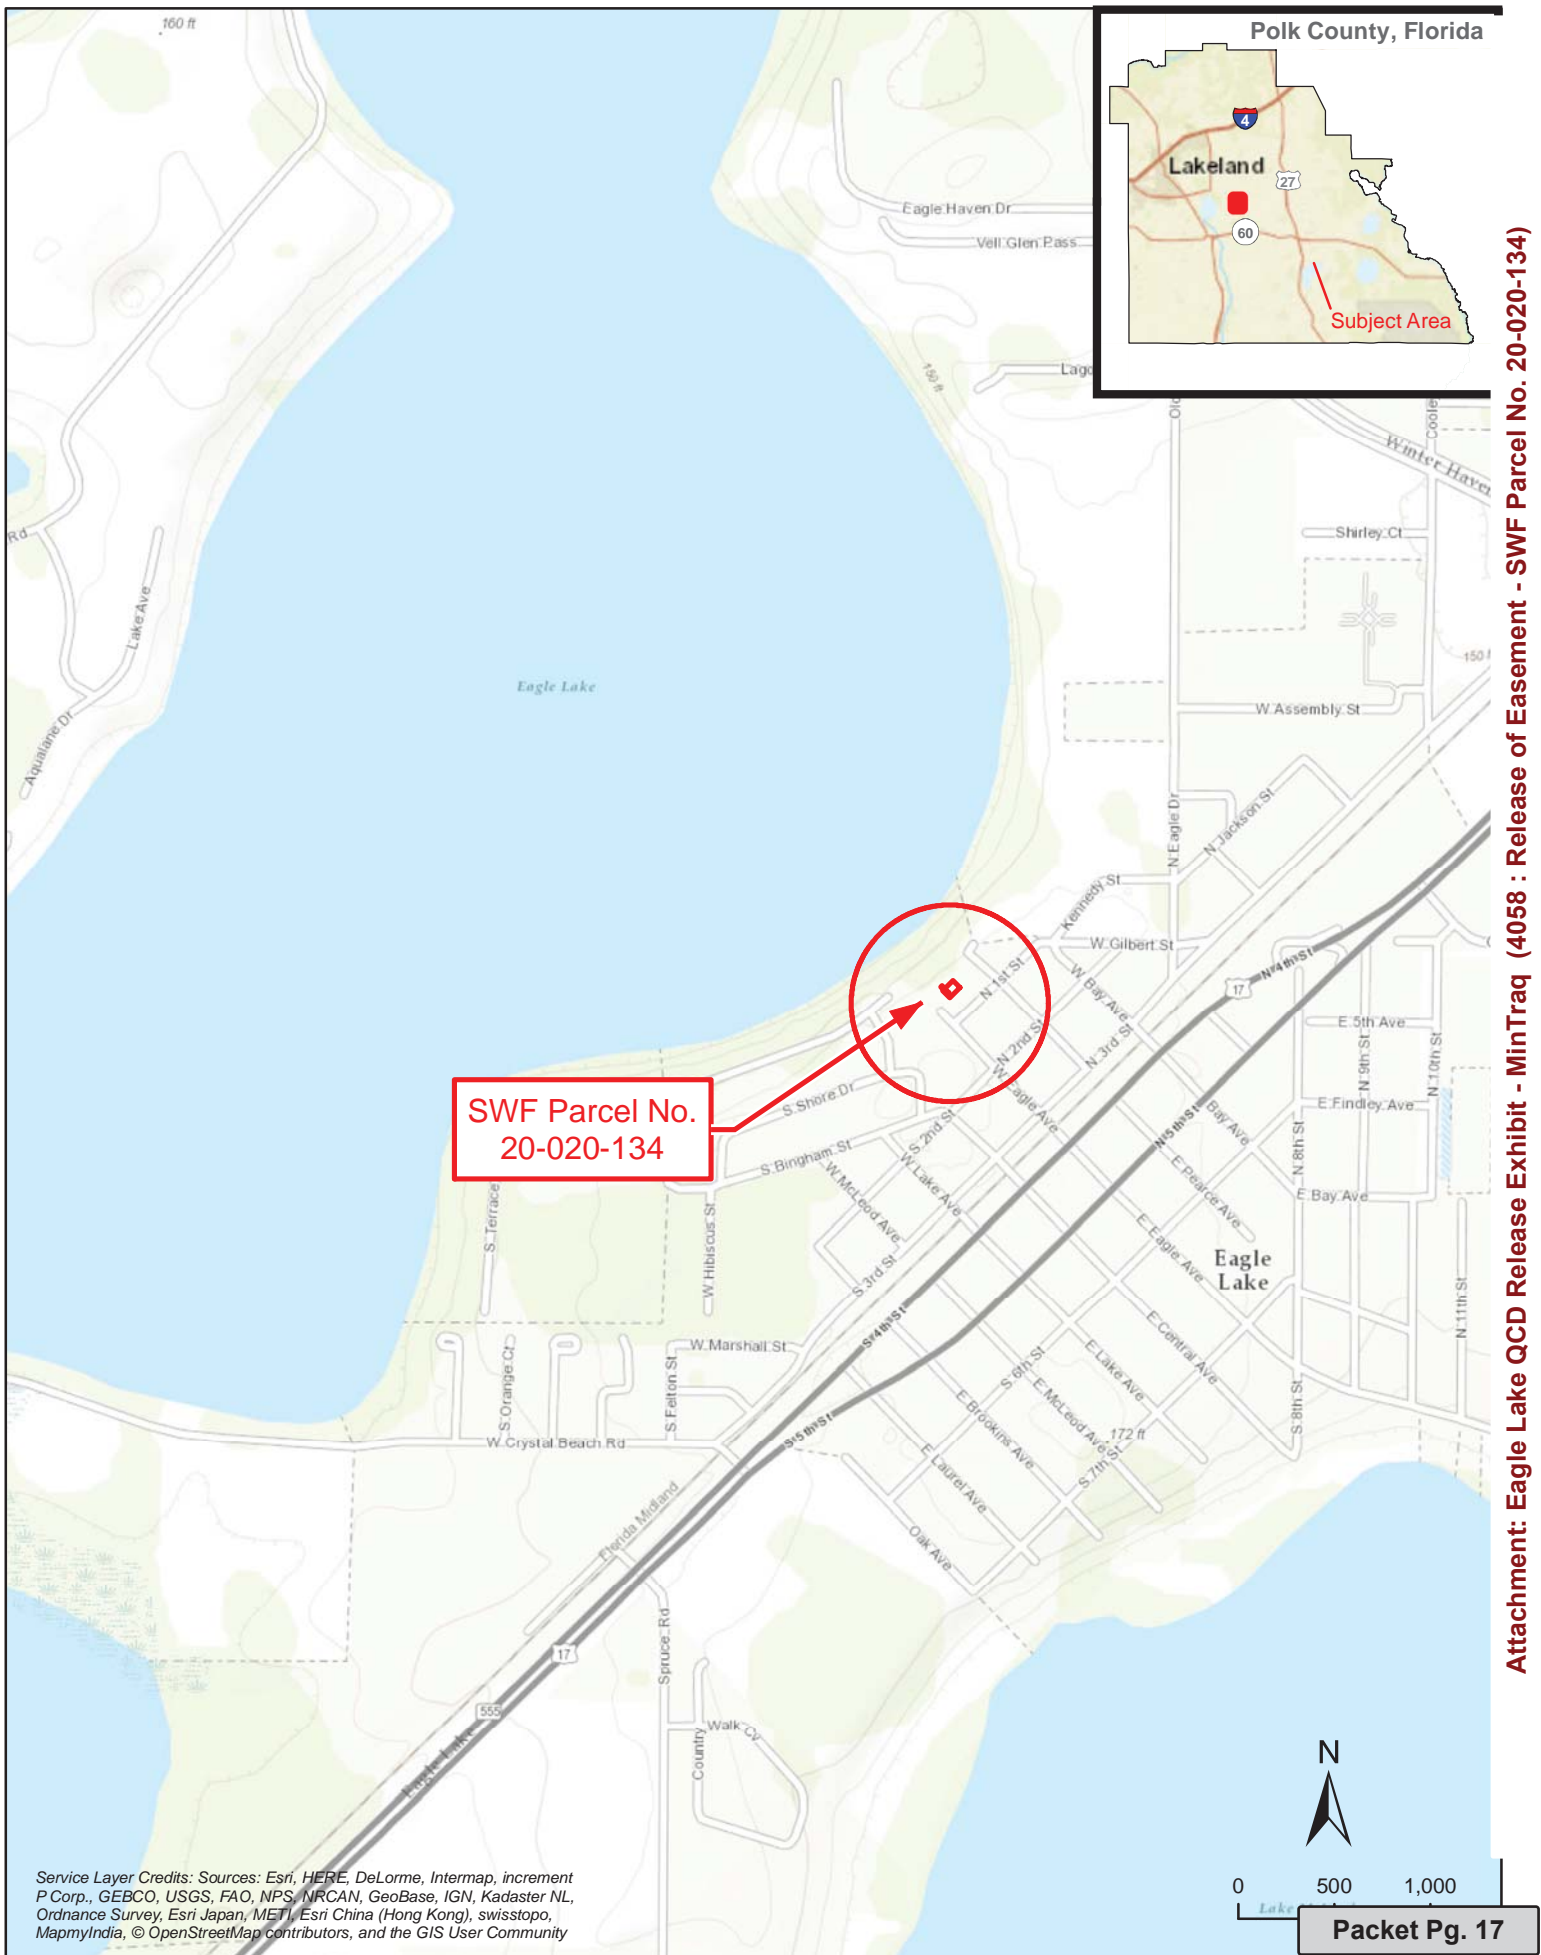 160 ft
Polk County, Florida
4
Lakeland
27
60
Subject Area
Eagle Haven Dr
Vell Glen Pass
150 ft
Winter Haven
Shirley Ct
Rd
Lake Ave
Aqualane Dr
Eagle Lake
150 f
W Assembly St
N Eagle Dr
N Jackson St
Kennedy St
W Gilbert St
N 1st St
W Bay Ave
N 2nd St
N 3rd St
N 4th St
17
E 5th Ave
N 9th St
N 10th St
E Findley Ave
SWF Parcel No.
20-020-134
S Shore Dr
W Eagle Ave
N 5th St
Bay Ave
N 8th St
S 2nd St
S Bingham St
W Lake Ave
W McLeod Ave
E Pearce Ave
E Bay Ave
S Terrace
W Hibiscus St
S 3rd St
E Eagle Ave
Eagle
Lake
S 4th St
W Marshall St
E Central Ave
N 11th St
S Orange Ct
S Felton St
S 6th St
E Lake Ave
E McLeod Ave
E Brookins Ave
S 8th St
172 ft
S 5th St
W Crystal Beach Rd
E Laurel Ave
S 7th St
Florida Midland
Oak Ave
Spruce Rd
17
555
Eagle Lake
Country
Walk Cv
N
0 500 1,000
Lake
Service Layer Credits: Sources: Esri, HERE, DeLorme, Intermap, increment
P Corp., GEBCO, USGS, FAO, NPS, NRCAN, GeoBase, IGN, Kadaster NL,
Ordnance Survey, Esri Japan, METI, Esri China (Hong Kong), swisstopo,
MapmyIndia, © OpenStreetMap contributors, and the GIS User Community
Packet Pg. 17
Attachment: Eagle Lake QCD Release Exhibit - MinTraq (4058 : Release of Easement - SWF Parcel No. 20-020-134)